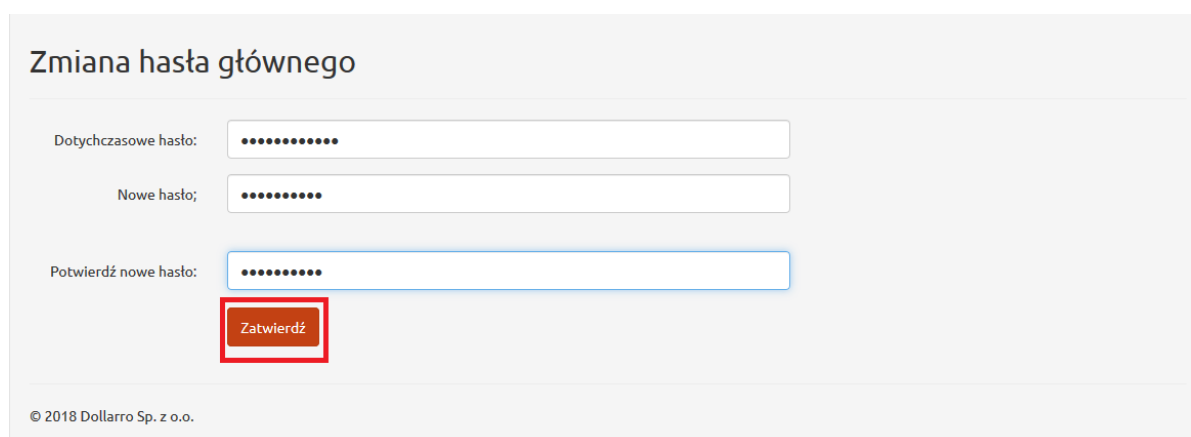 Zmiana hasła głównego
Dotychczasowe hasło: ●●●●●●●●●●●●
Nowe hasło; ●●●●●●●●●●
Potwierdź nowe hasło: ●●●●●●●●●●
Zatwierdź
© 2018 Dollarro Sp. z o.o.